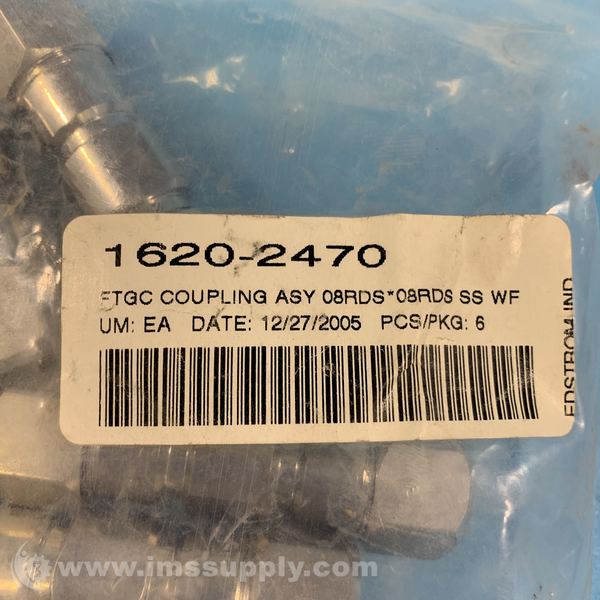 1620-2470
FTGC COUPLING ASY 08RDS*08RDS SS WF
UM: EA DATE: 12/27/2005 PCS/PKG: 6
EDSTROM IND
www.imssupply.com